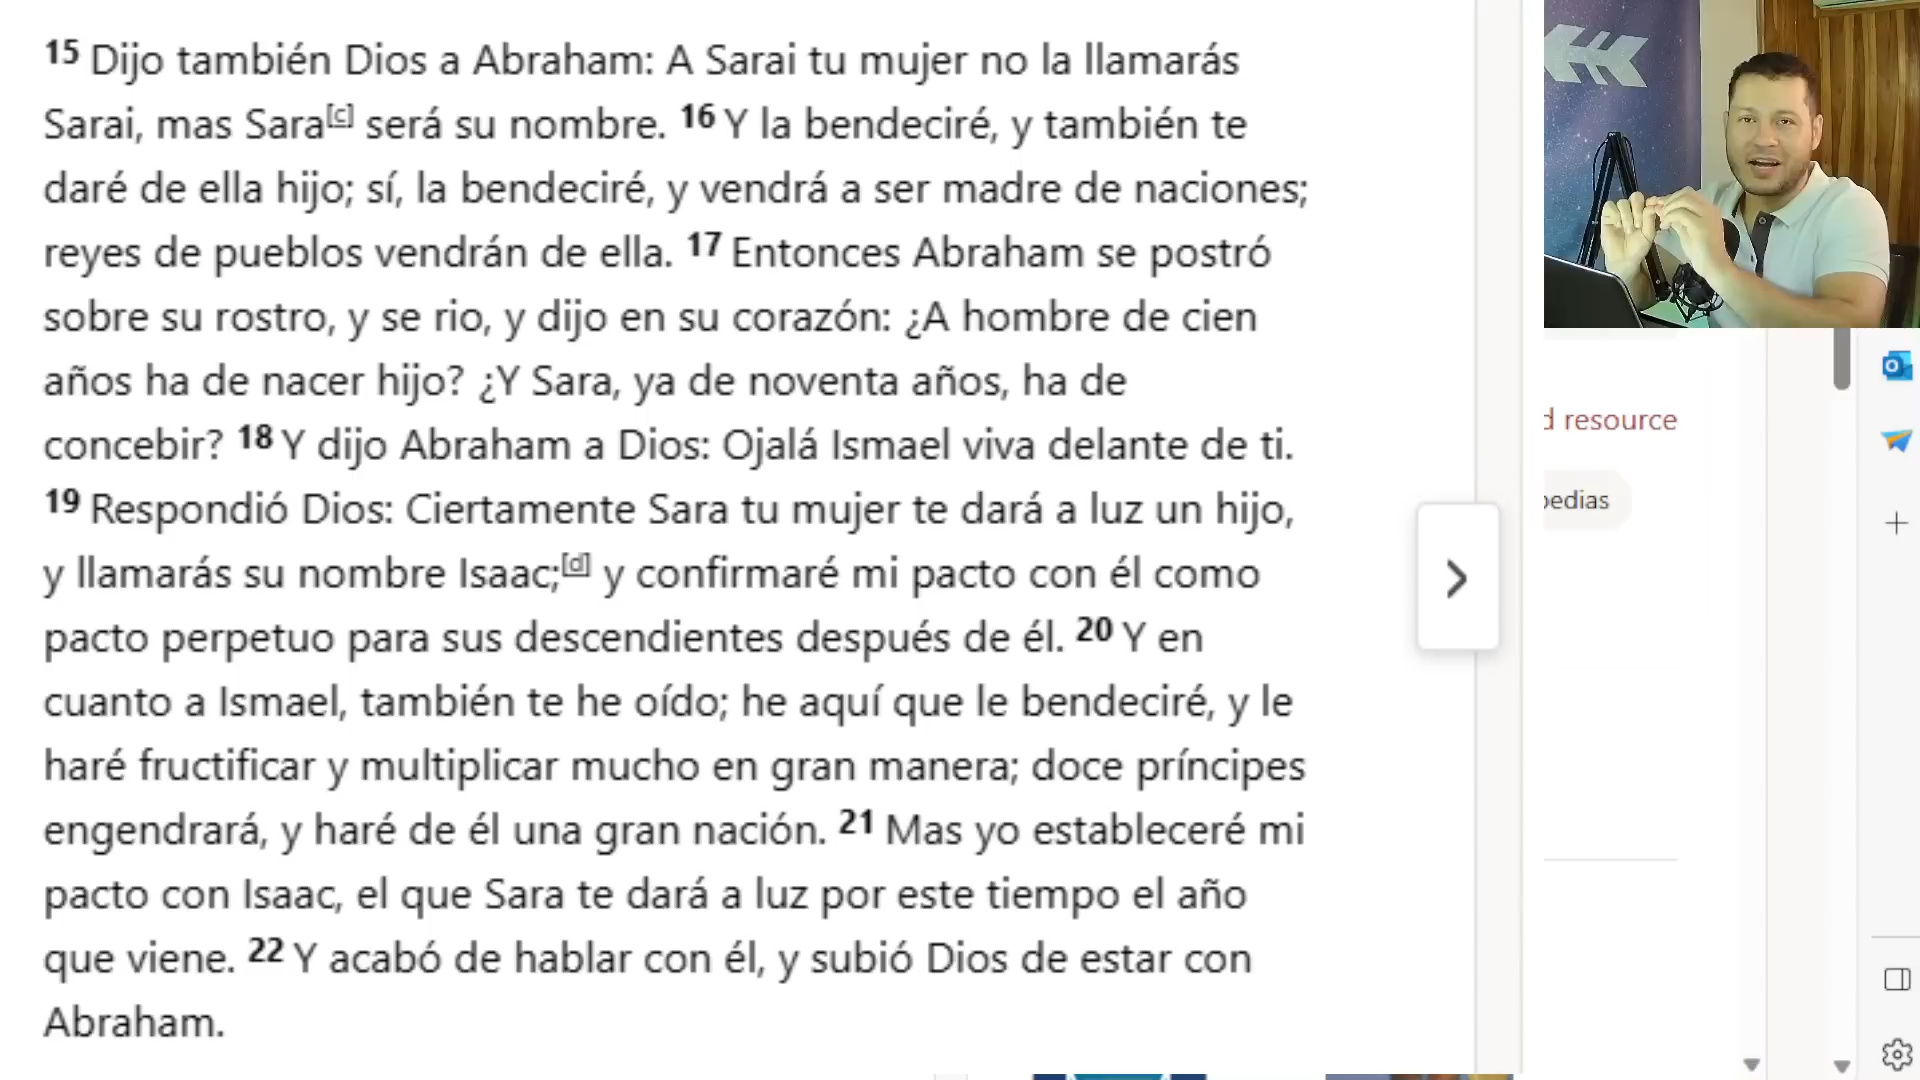 15 Dijo también Dios a Abraham: A Sarai tu mujer no la llamarás
Sarai, mas Sara[c] será su nombre. 16 Y la bendeciré, y también te
daré de ella hijo; sí, la bendeciré, y vendrá a ser madre de naciones;
reyes de pueblos vendrán de ella. 17 Entonces Abraham se postró
sobre su rostro, y se rio, y dijo en su corazón: ¿A hombre de cien
años ha de nacer hijo? ¿Y Sara, ya de noventa años, ha de
concebir? 18 Y dijo Abraham a Dios: Ojalá Ismael viva delante de ti.
19 Respondió Dios: Ciertamente Sara tu mujer te dará a luz un hijo,
y llamarás su nombre Isaac;[d] y confirmaré mi pacto con él como
pacto perpetuo para sus descendientes después de él. 20 Y en
cuanto a Ismael, también te he oído; he aquí que le bendeciré, y le
haré fructificar y multiplicar mucho en gran manera; doce príncipes
engendrará, y haré de él una gran nación. 21 Mas yo estableceré mi
pacto con Isaac, el que Sara te dará a luz por este tiempo el año
que viene. 22 Y acabó de hablar con él, y subió Dios de estar con
Abraham.
d resource
pedias